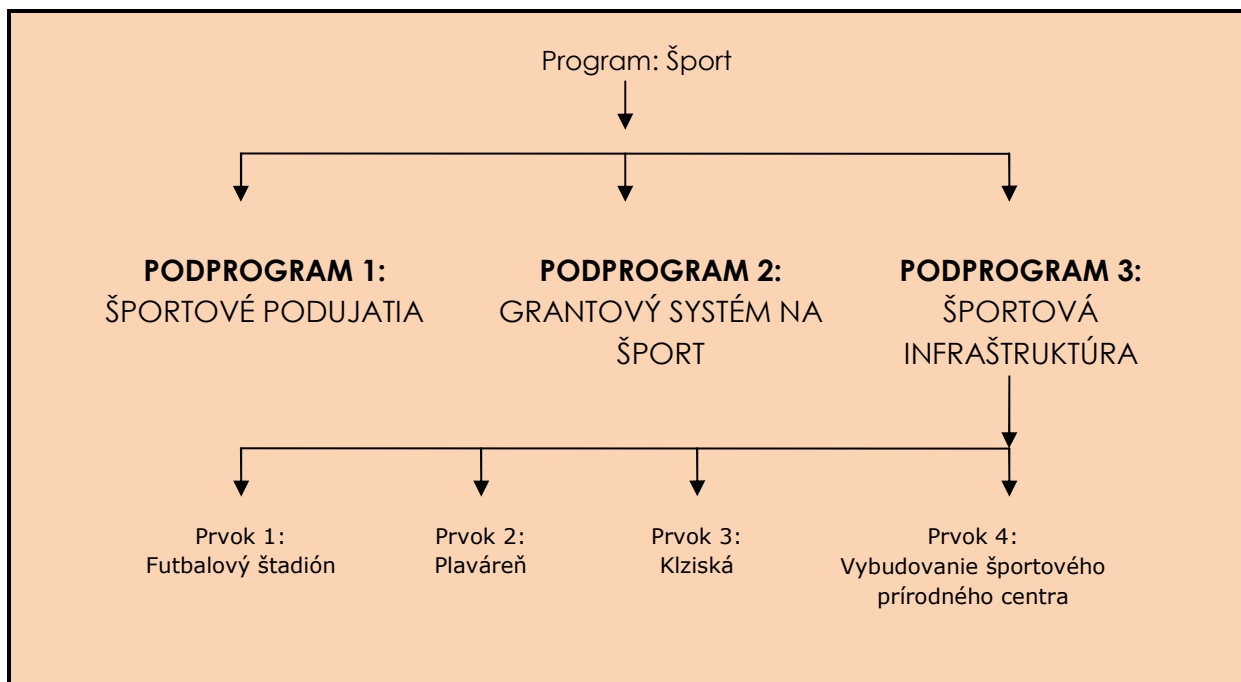 Program: Šport
PODPROGRAM 1:
ŠPORTOVÉ PODUJATIA
PODPROGRAM 2:
GRANTOVÝ SYSTÉM NA
ŠPORT
PODPROGRAM 3:
ŠPORTOVÁ
INFRAŠTRUKTÚRA
Prvok 1:
Futbalový štadión
Prvok 2:
Plaváreň
Prvok 3:
Klziská
Prvok 4:
Vybudovanie športového
prírodného centra